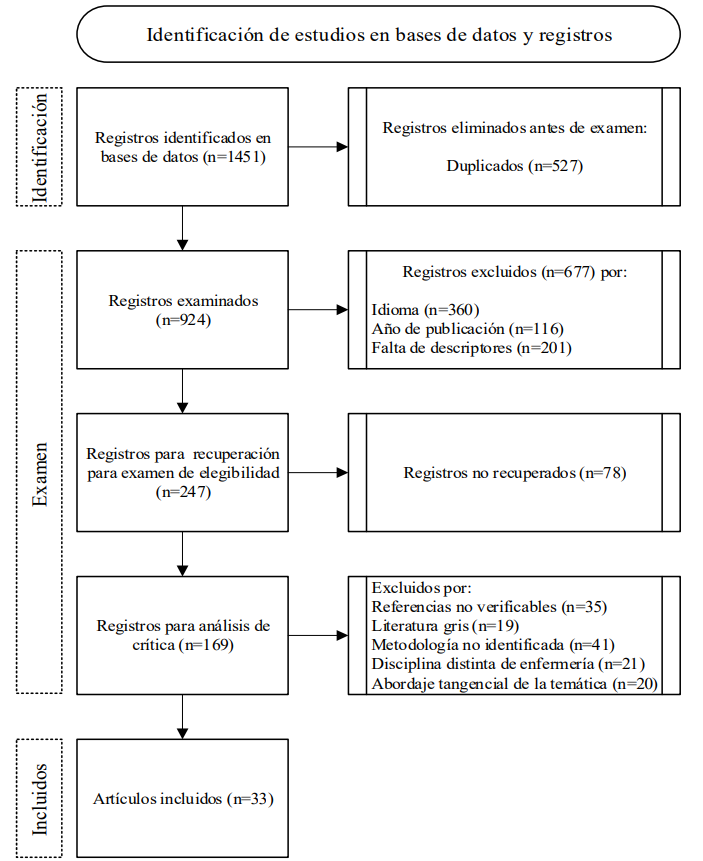 Identificación de estudios en bases de datos y registros
Identificación
Registros identificados en
bases de datos (n=1451)
Registros eliminados antes de examen:
Duplicados (n=527)
Examen
Registros examinados
(n=924)
Registros excluidos (n=677) por:
Idioma (n=360)
Año de publicación (n=116)
Falta de descriptores (n=201)
Registros para recuperación
para examen de elegibilidad
(n=247)
Registros no recuperados (n=78)
Registros para análisis de
crítica (n=169)
Excluidos por:
Referencias no verificables (n=35)
Literatura gris (n=19)
Metodología no identificada (n=41)
Disciplina distinta de enfermería (n=21)
Abordaje tangencial de la temática (n=20)
Incluidos
Artículos incluidos (n=33)